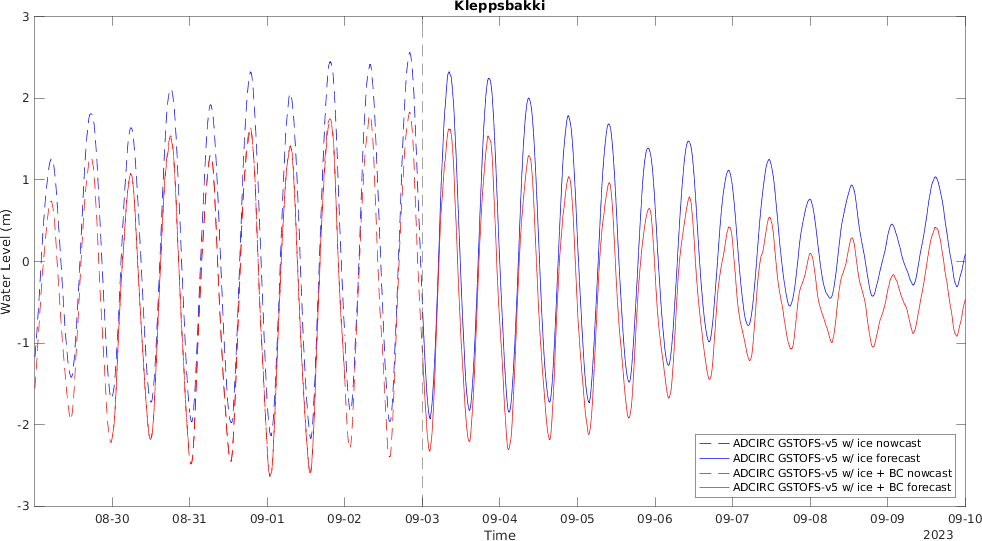 Kleppsbakki
3
2
1
0
-1
-2
-3
Water Level (m)
08-30 08-31 09-01 09-02 09-03 09-04 09-05 09-06 09-07 09-08 09-09 09-10
2023
Time
ADCIRC GSTOFS-v5 w/ ice nowcast
ADCIRC GSTOFS-v5 w/ ice forecast
ADCIRC GSTOFS-v5 w/ ice + BC nowcast
ADCIRC GSTOFS-v5 w/ ice + BC forecast